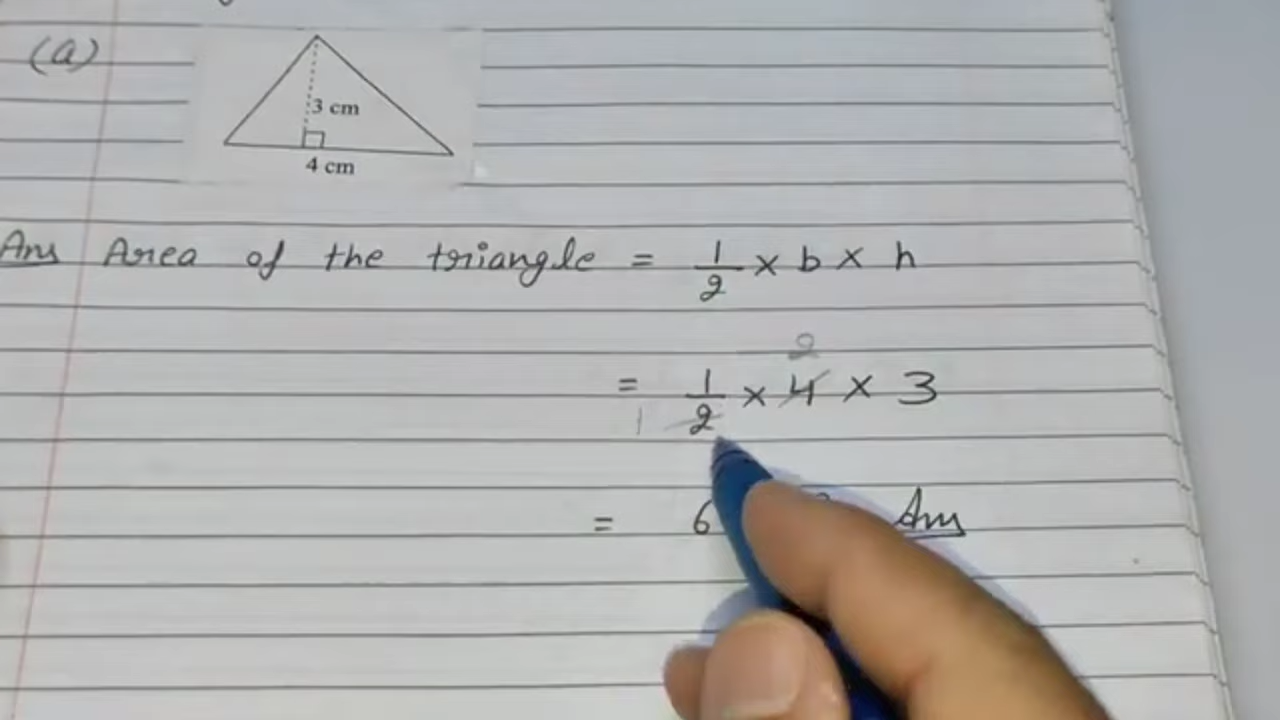 (a)
3 cm
4 cm
Ans Area of the triangle = 1/2 × b × h
2
= 1/2 × 4 × 3
1
= 6 Ans